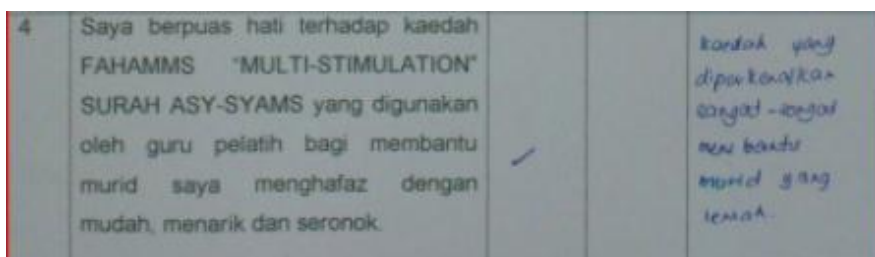 4
Saya berpuas hati terhadap kaedah
FAHAMMS "MULTI-STIMULATION"
SURAH ASY-SYAMS yang digunakan
oleh guru pelatih bagi membantu
murid saya menghafaz dengan
mudah, menarik dan seronok.
kaedah yang
diperkenalkan
sangat-sangat
membantu
murid yang
lemah.